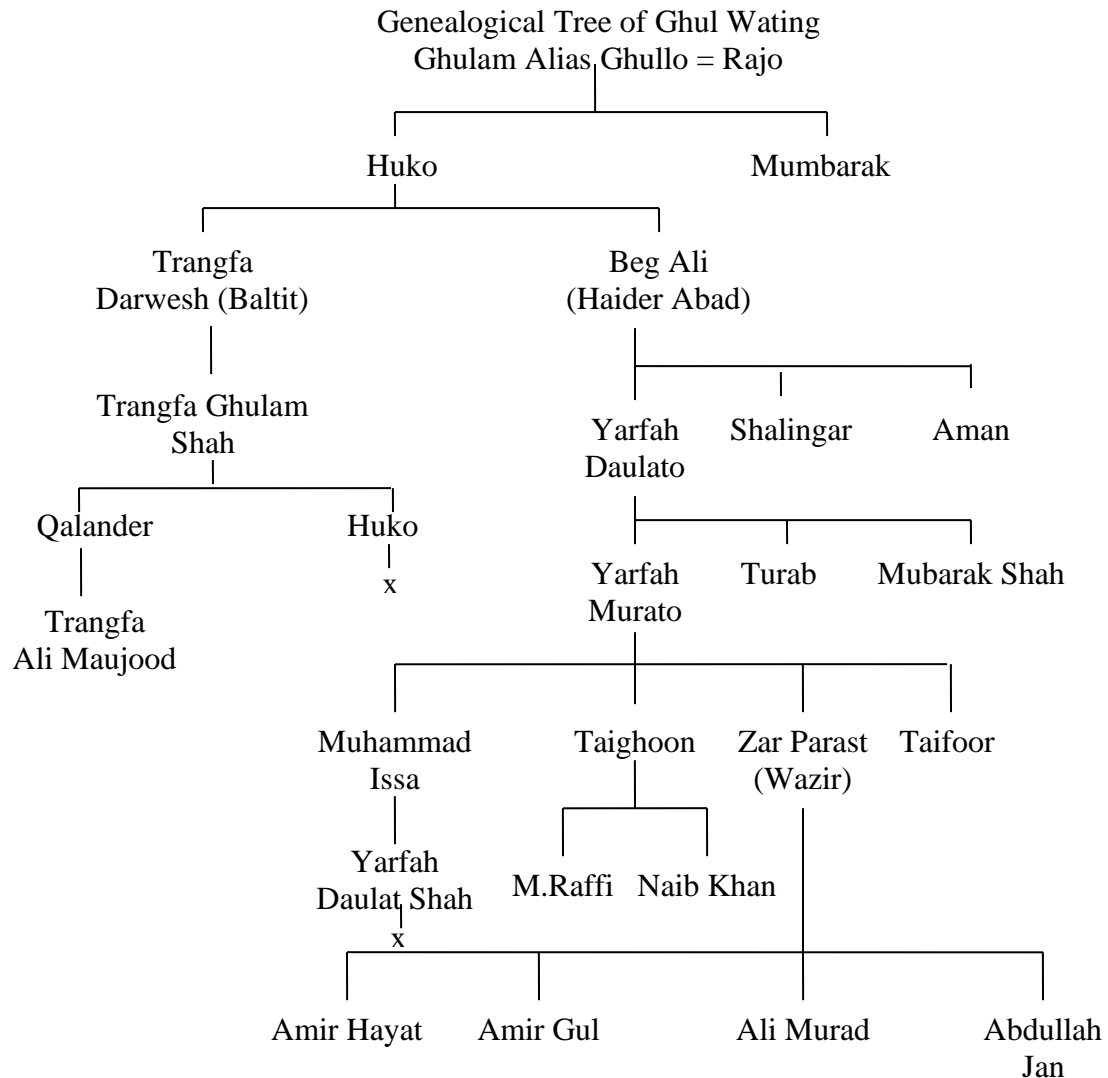 Genealogical Tree of Ghul Wating
Ghulam Alias Ghullo = Rajo
Huko
Mumbarak
Trangfa
Darwesh (Baltit)
Beg Ali
(Haider Abad)
Trangfa Ghulam
Shah
Yarfah
Daulato
Shalingar
Aman
Qalander
Huko
x
Yarfah
Murato
Turab
Mubarak Shah
Trangfa
Ali Maujood
Muhammad
Issa
Taighoon
Zar Parast
(Wazir)
Taifoor
Yarfah
Daulat Shah
x
M.Raffi
Naib Khan
Amir Hayat
Amir Gul
Ali Murad
Abdullah
Jan